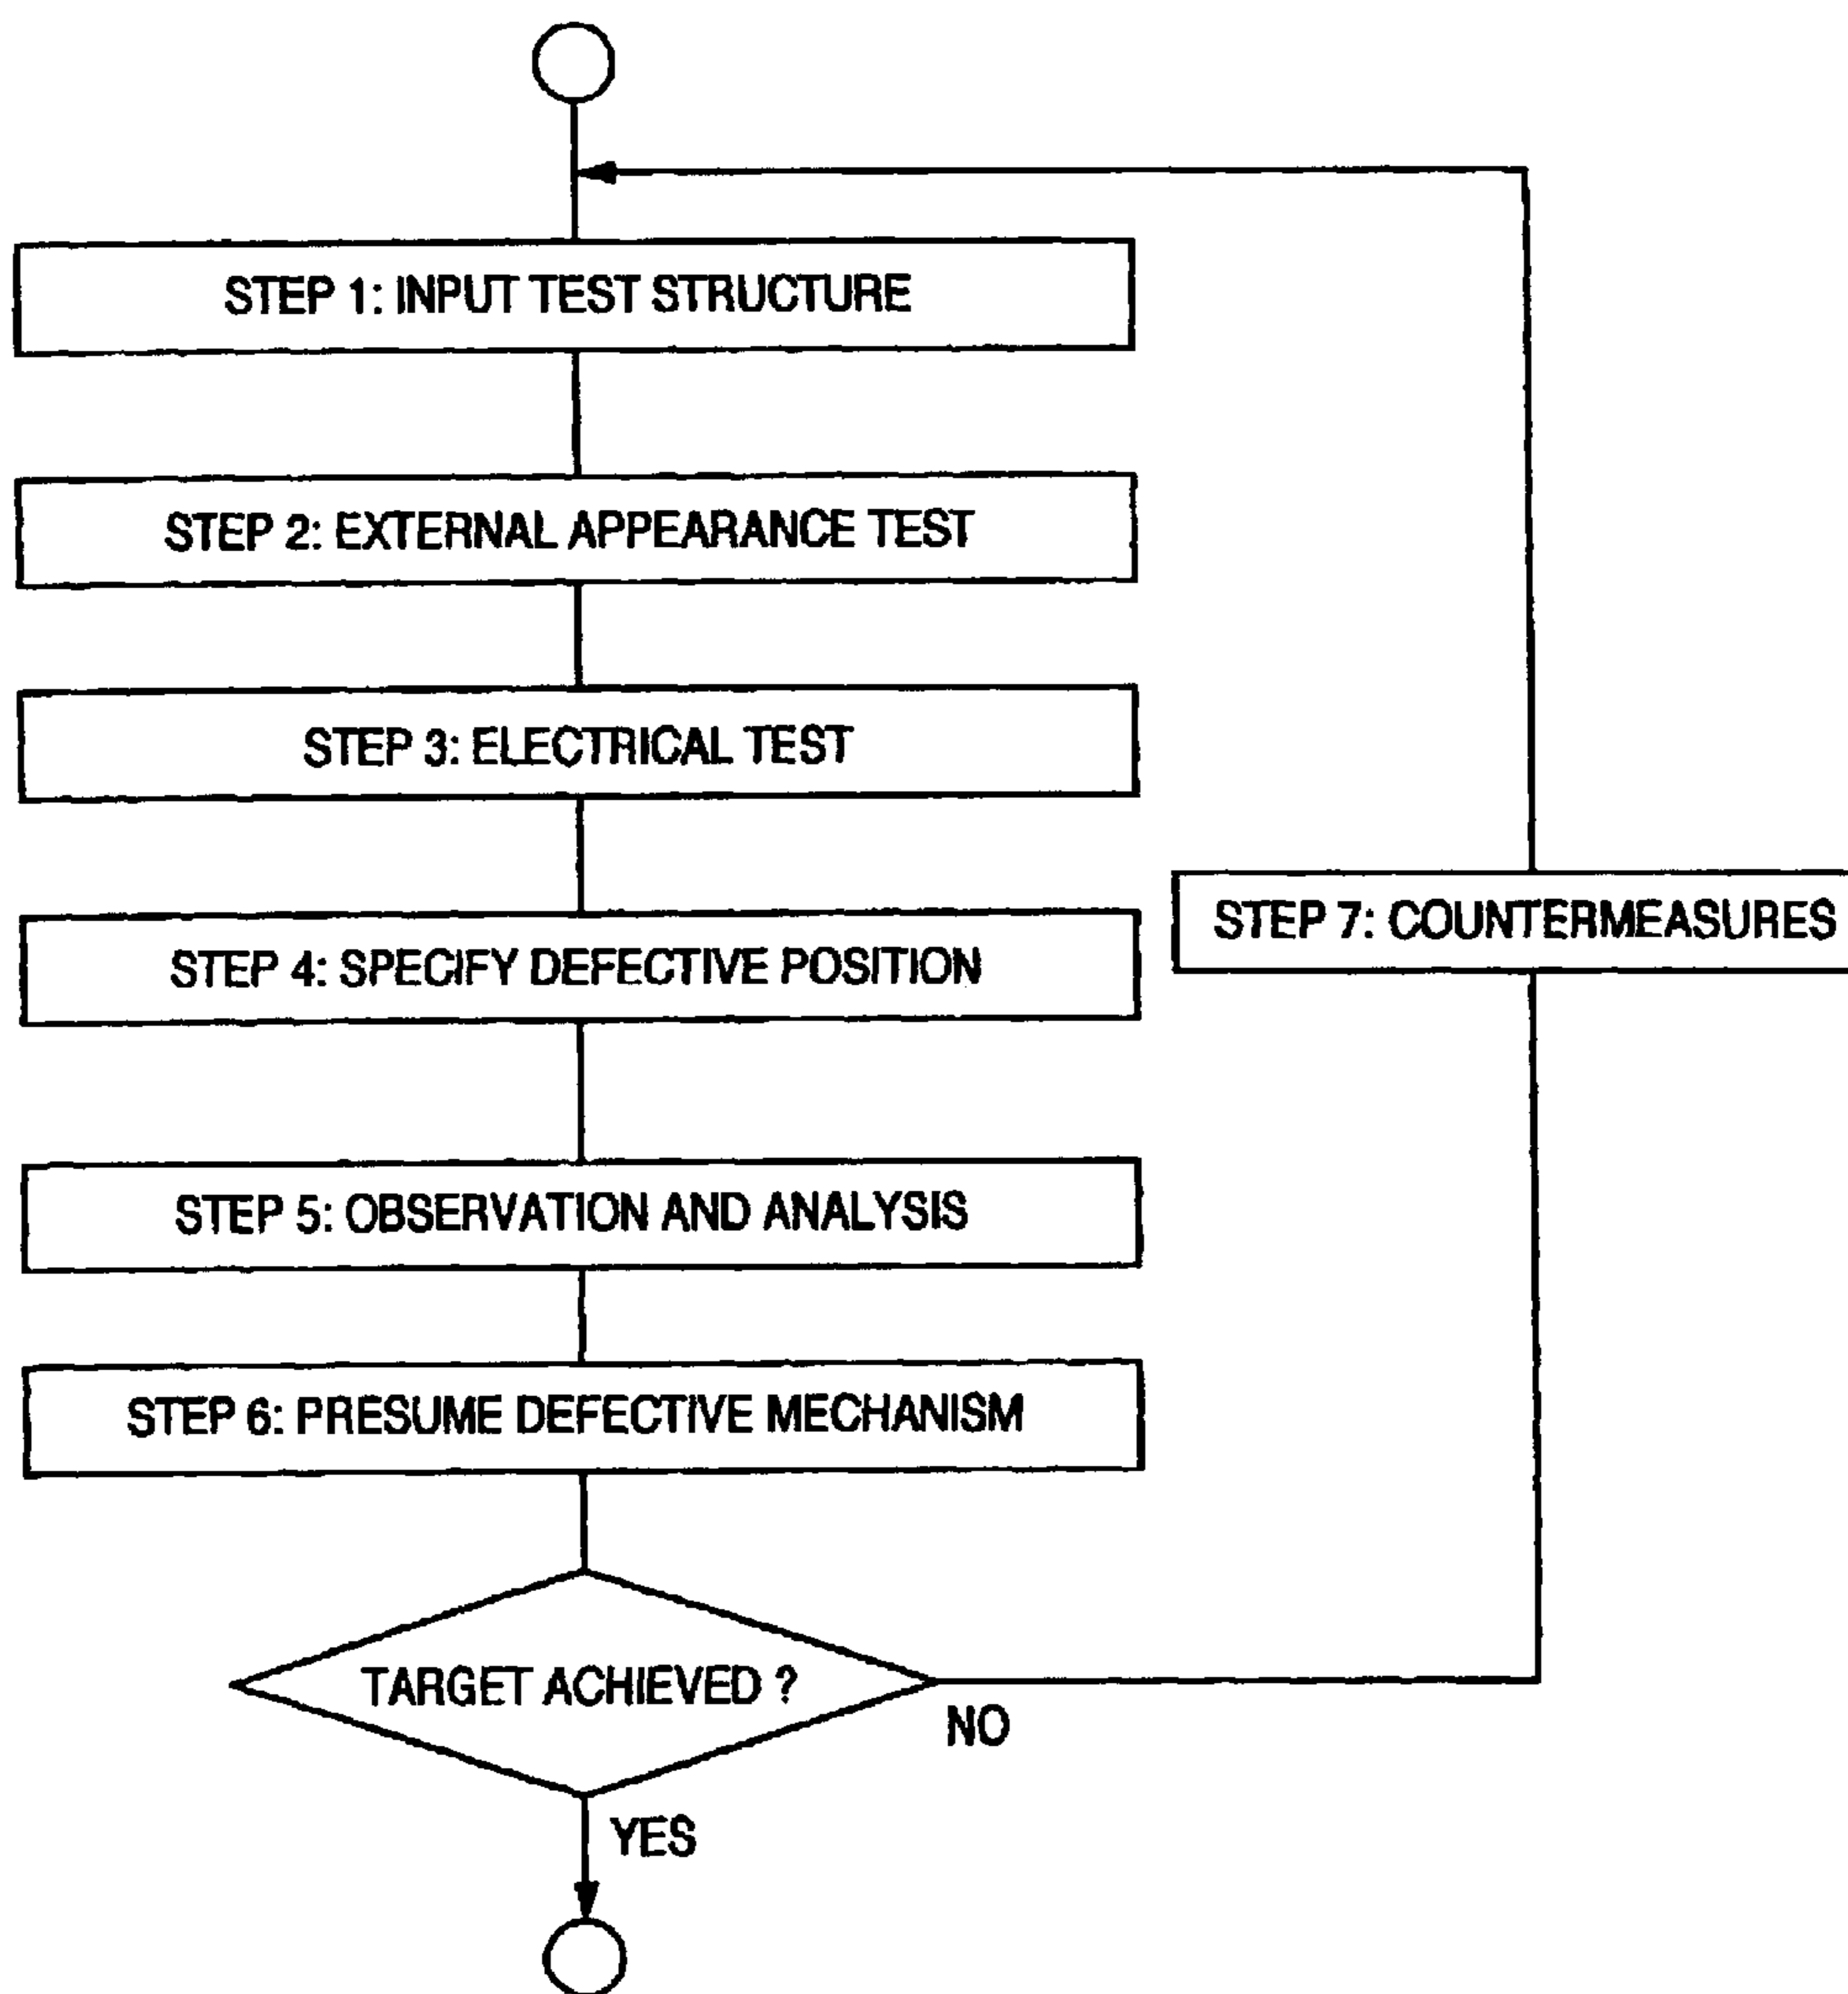 STEP 1: INPUT TEST STRUCTURE
STEP 2: EXTERNAL APPEARANCE TEST
STEP 3: ELECTRICAL TEST
STEP 4: SPECIFY DEFECTIVE POSITION
STEP 7: COUNTERMEASURES
STEP 5: OBSERVATION AND ANALYSIS
STEP 6: PRESUME DEFECTIVE MECHANISM
TARGET ACHIEVED ?
NO
YES